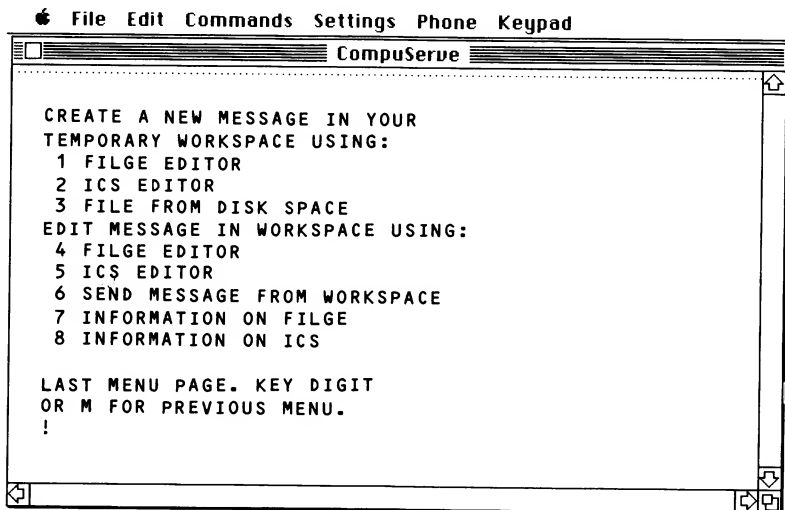 File Edit Commands Settings Phone Keypad
CompuServe
CREATE A NEW MESSAGE IN YOUR
TEMPORARY WORKSPACE USING:
1 FILGE EDITOR
2 ICS EDITOR
3 FILE FROM DISK SPACE
EDIT MESSAGE IN WORKSPACE USING:
4 FILGE EDITOR
5 ICS EDITOR
6 SEND MESSAGE FROM WORKSPACE
7 INFORMATION ON FILGE
8 INFORMATION ON ICS
LAST MENU PAGE. KEY DIGIT
OR M FOR PREVIOUS MENU.
!